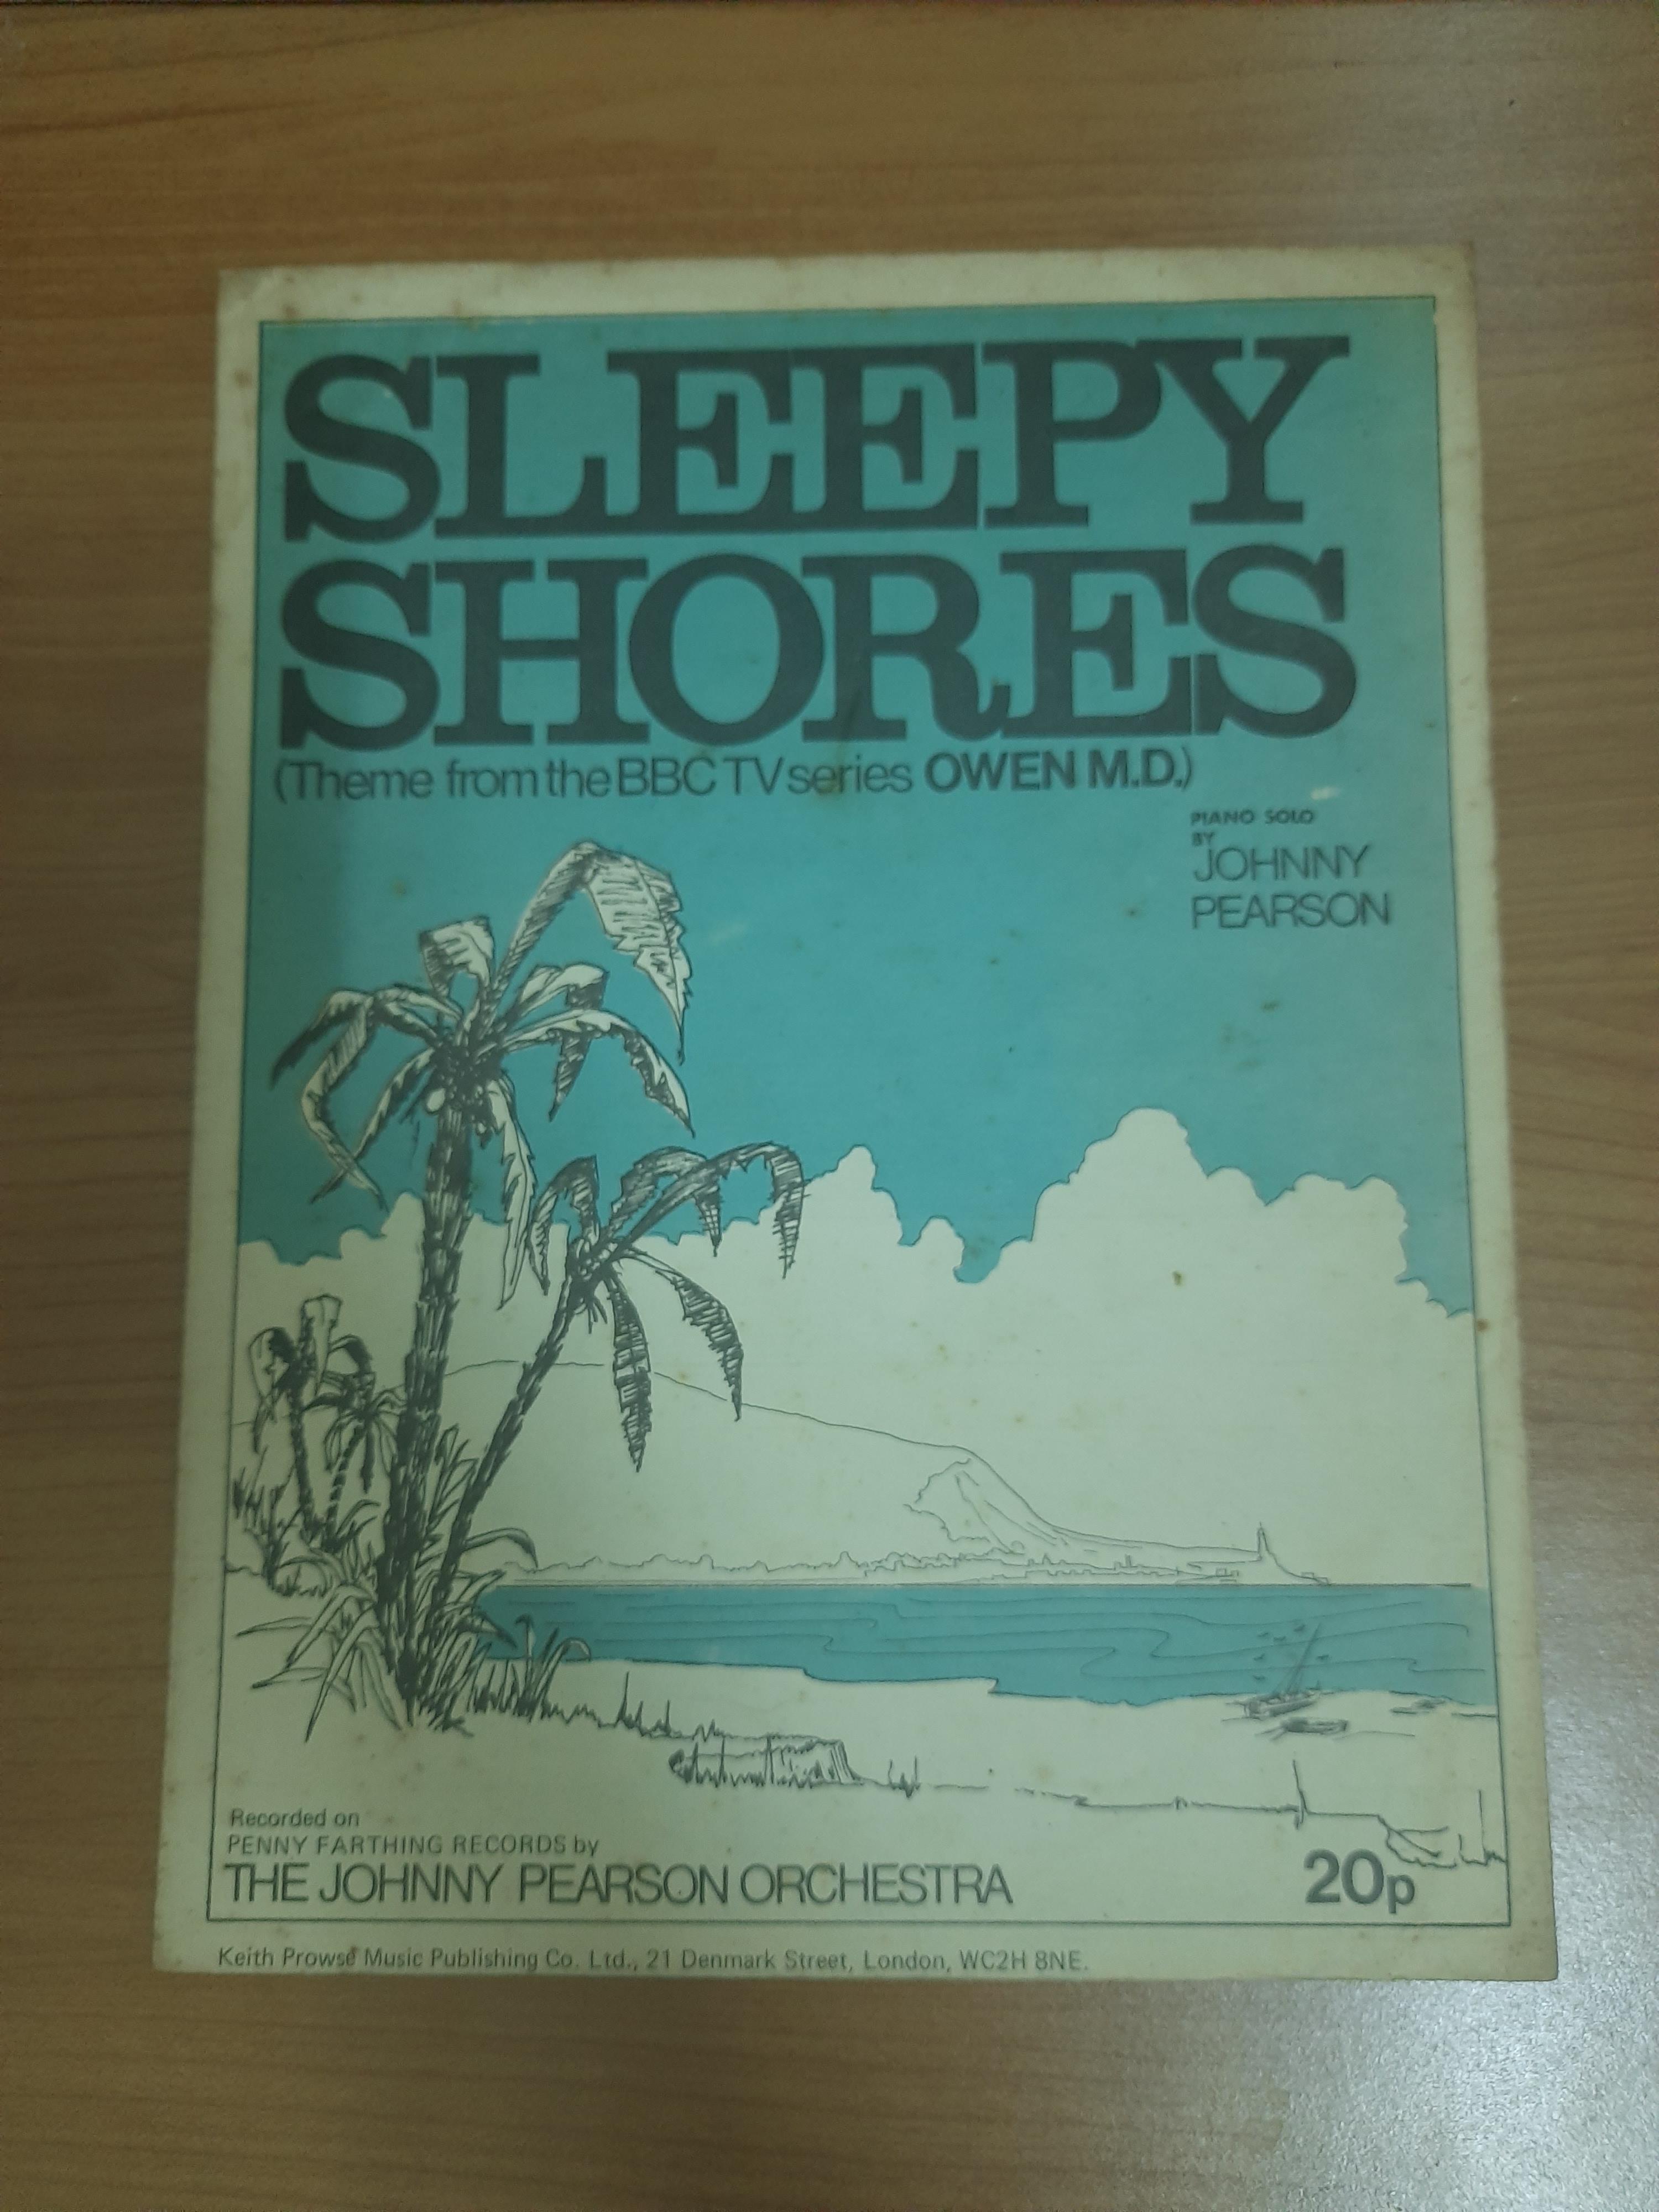 SLEEPY
SHORES
(Theme from the BBC TV series OWEN M.D.)
PIANO SOLO
BY
JOHNNY
PEARSON
Recorded on
PENNY FARTHING RECORDS by
THE JOHNNY PEARSON ORCHESTRA
20p
Keith Prowse Music Publishing Co. Ltd., 21 Denmark Street, London, WC2H 8NE.